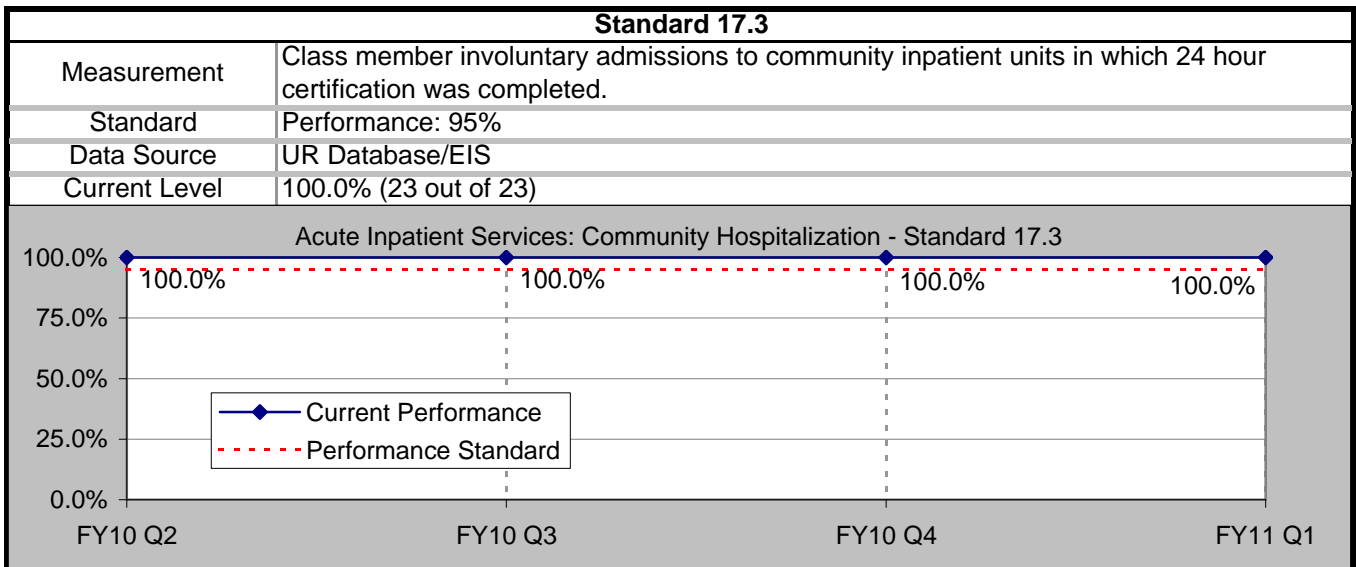 Standard 17.3
Measurement
Class member involuntary admissions to community inpatient units in which 24 hour
certification was completed.
Standard
Performance: 95%
Data Source
UR Database/EIS
Current Level
100.0% (23 out of 23)
Acute Inpatient Services: Community Hospitalization - Standard 17.3
100.0%
75.0%
50.0%
25.0%
0.0%
100.0%
100.0%
100.0%
100.0%
Current Performance
Performance Standard
FY10 Q2
FY10 Q3
FY10 Q4
FY11 Q1